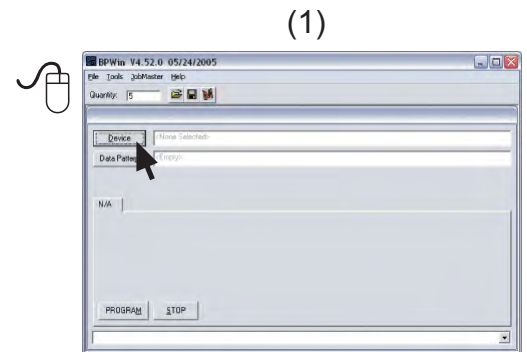 (1)
BPWin V4.52.0 05/24/2005
File Tools JobMaster Help
Quantity: 5
Device <None Selected>
Data Pattern <Empty>
N/A
PROGRAM STOP